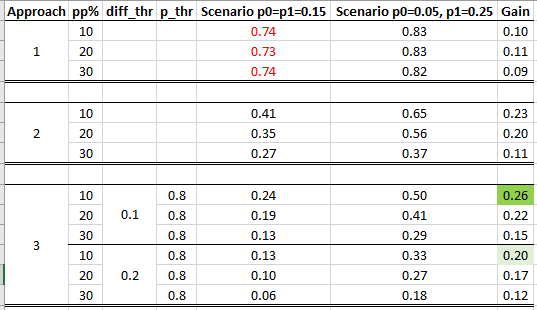 Approach pp% diff_thr p_thr Scenario p0=p1=0.15 Scenario p0=0.05, p1=0.25 Gain
10 0.74 0.83 0.10
1 20 0.73 0.83 0.11
30 0.74 0.82 0.09
10 0.41 0.65 0.23
2 20 0.35 0.56 0.20
30 0.27 0.37 0.11
10 0.8 0.24 0.50 0.26
20 0.1 0.8 0.19 0.41 0.22
30 0.8 0.13 0.29 0.15
3
10 0.8 0.13 0.33 0.20
20 0.2 0.8 0.10 0.27 0.17
30 0.8 0.06 0.18 0.12